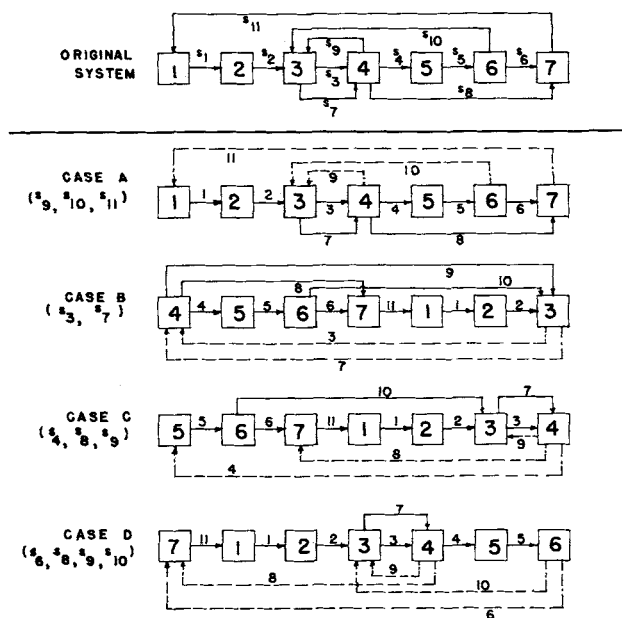 s11
s10
s9
ORIGINAL SYSTEM
1 s1 2 s2 3 s3 4 s4 5 s5 6 s6 7
s8
s7
11
10
9
CASE A
(s9, s10, s11)
1 1 2 2 3 3 4 4 5 5 6 6 7
7
8
9
8
10
CASE B
(s3, s7)
4 4 5 5 6 6 7 11 1 1 2 2 3
3
7
10
7
CASE C
(s4, s8, s9)
5 5 6 6 7 11 1 1 2 2 3 3 4
9
8
4
7
CASE D
(s6, s8, s9, s10)
7 11 1 1 2 2 3 3 4 4 5 5 6
9
8
10
6